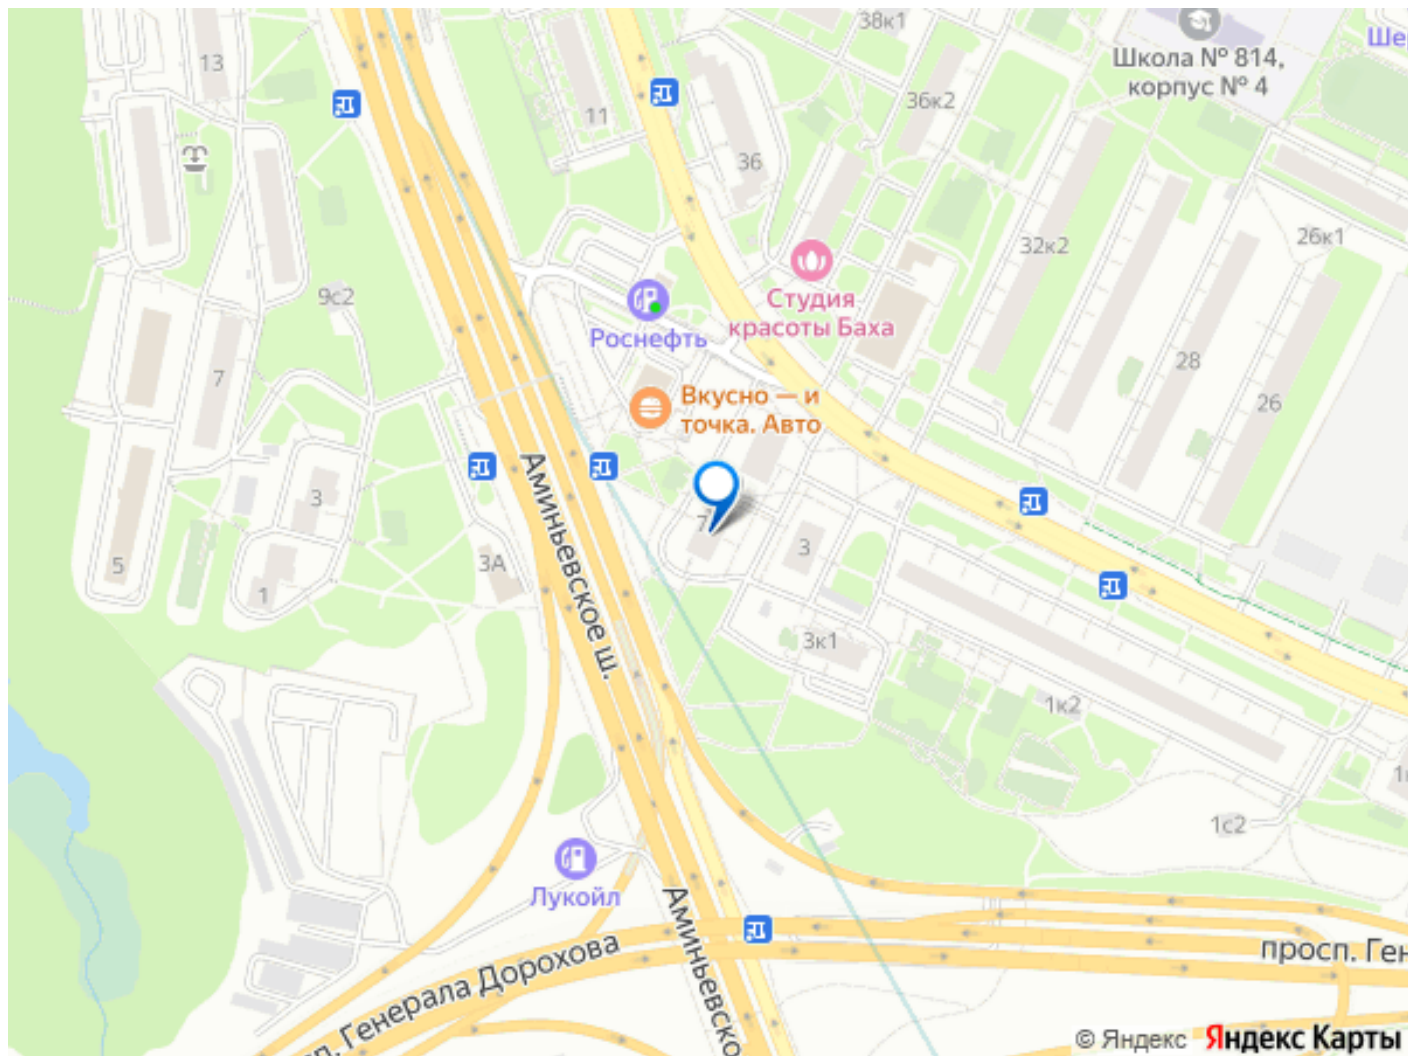 38к1
Ше
Школа № 814,
корпус № 4
13
11
36к2
36
32к2
26к1
Студия
красоты Баха
9с2
Роснефть
28
7
Вкусно — и
точка. Авто
26
3
7
3
5
1
3А
Аминьевское ш.
3к1
1к2
1с2
Лукойл
Аминьевско
просп. Ген
п. Генерала Дорохова
© Яндекс Яндекс Карты